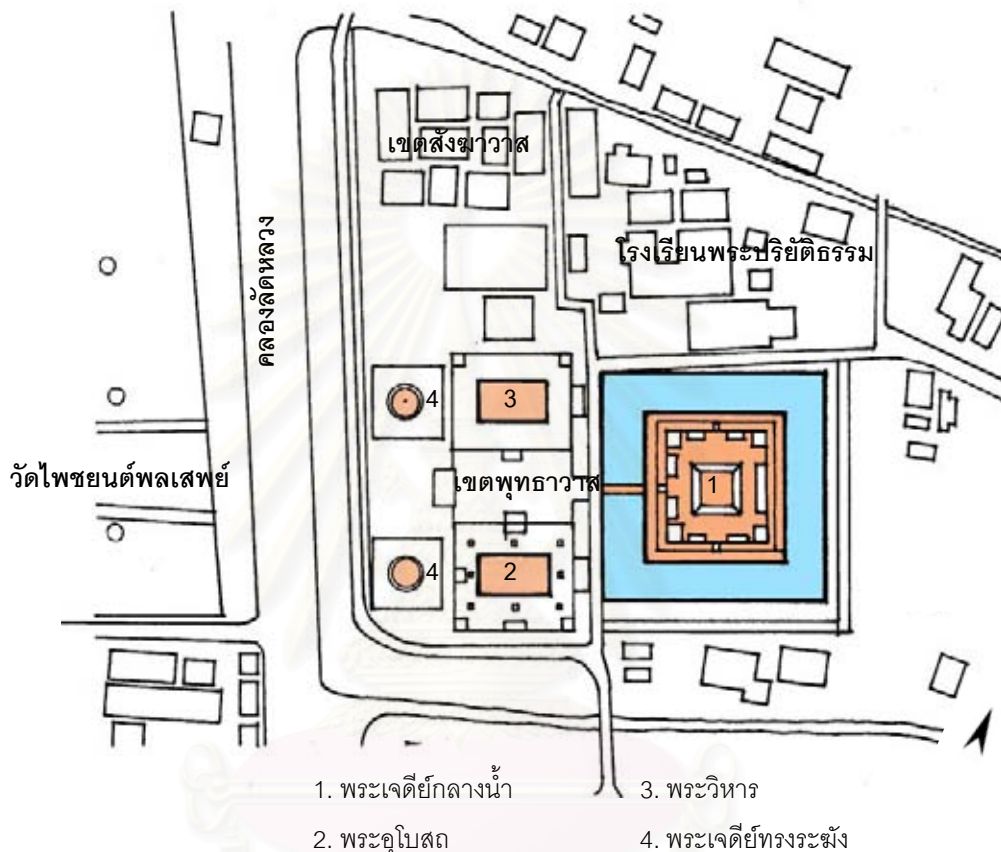 เขตสังฆาวาส
โรงเรียนพระปริยัติธรรม
คลองลัดหลวง
4
3
วัดไพชยนต์พลเสพย์
เขตพุทธาวาส
1
4
2
1. พระเจดีย์กลางน้ำ
3. พระวิหาร
2. พระอุโบสถ
4. พระเจดีย์ทรงระฆัง